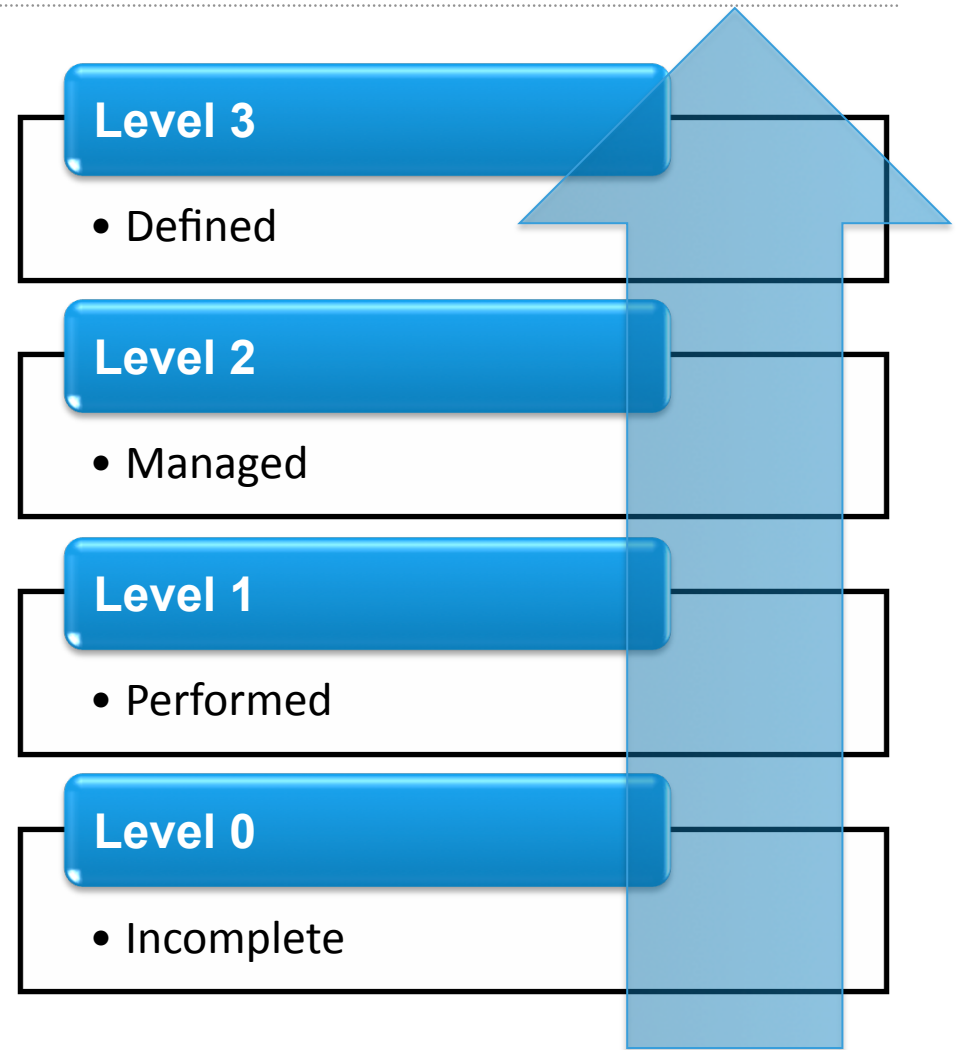 Level 3
• Defined
Level 2
• Managed
Level 1
• Performed
Level 0
• Incomplete